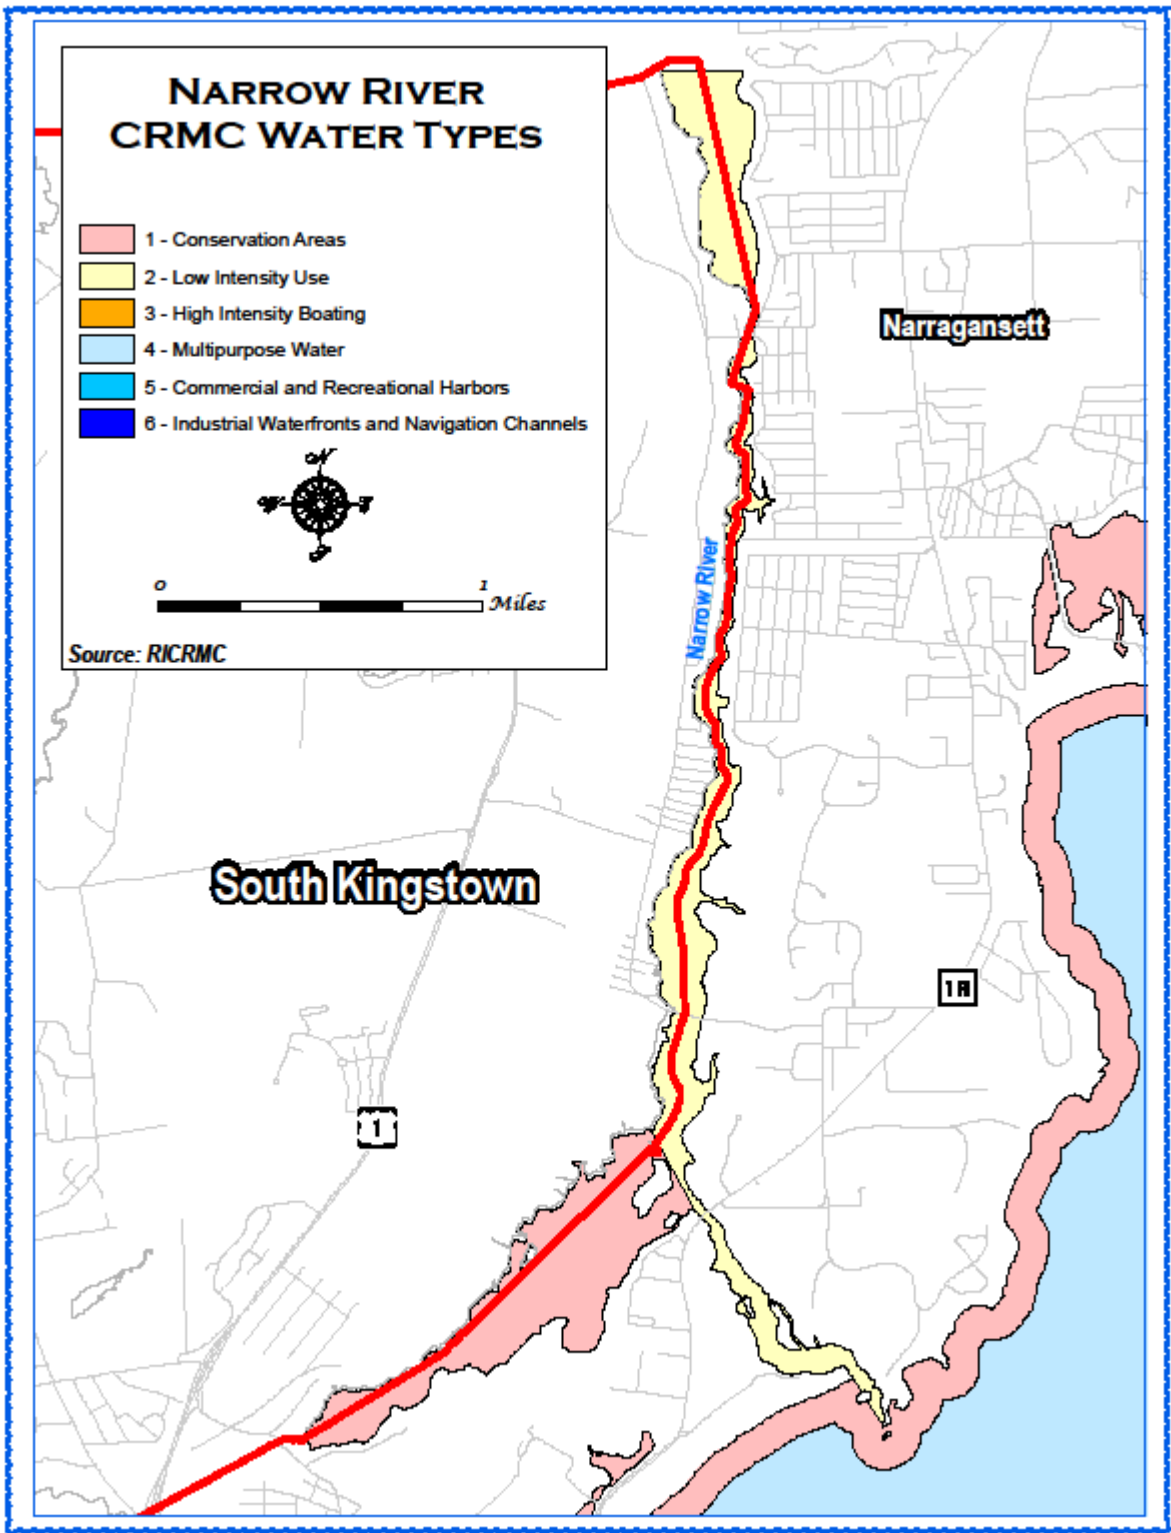 NARROW RIVER
CRMC WATER TYPES
1 - Conservation Areas
2 - Low Intensity Use
3 - High Intensity Boating
4 - Multipurpose Water
5 - Commercial and Recreational Harbors
6 - Industrial Waterfronts and Navigation Channels
N
W E
S
0 1
Miles
Source: RICRMC
Narragansett
Narrow River
South Kingstown
1A
1